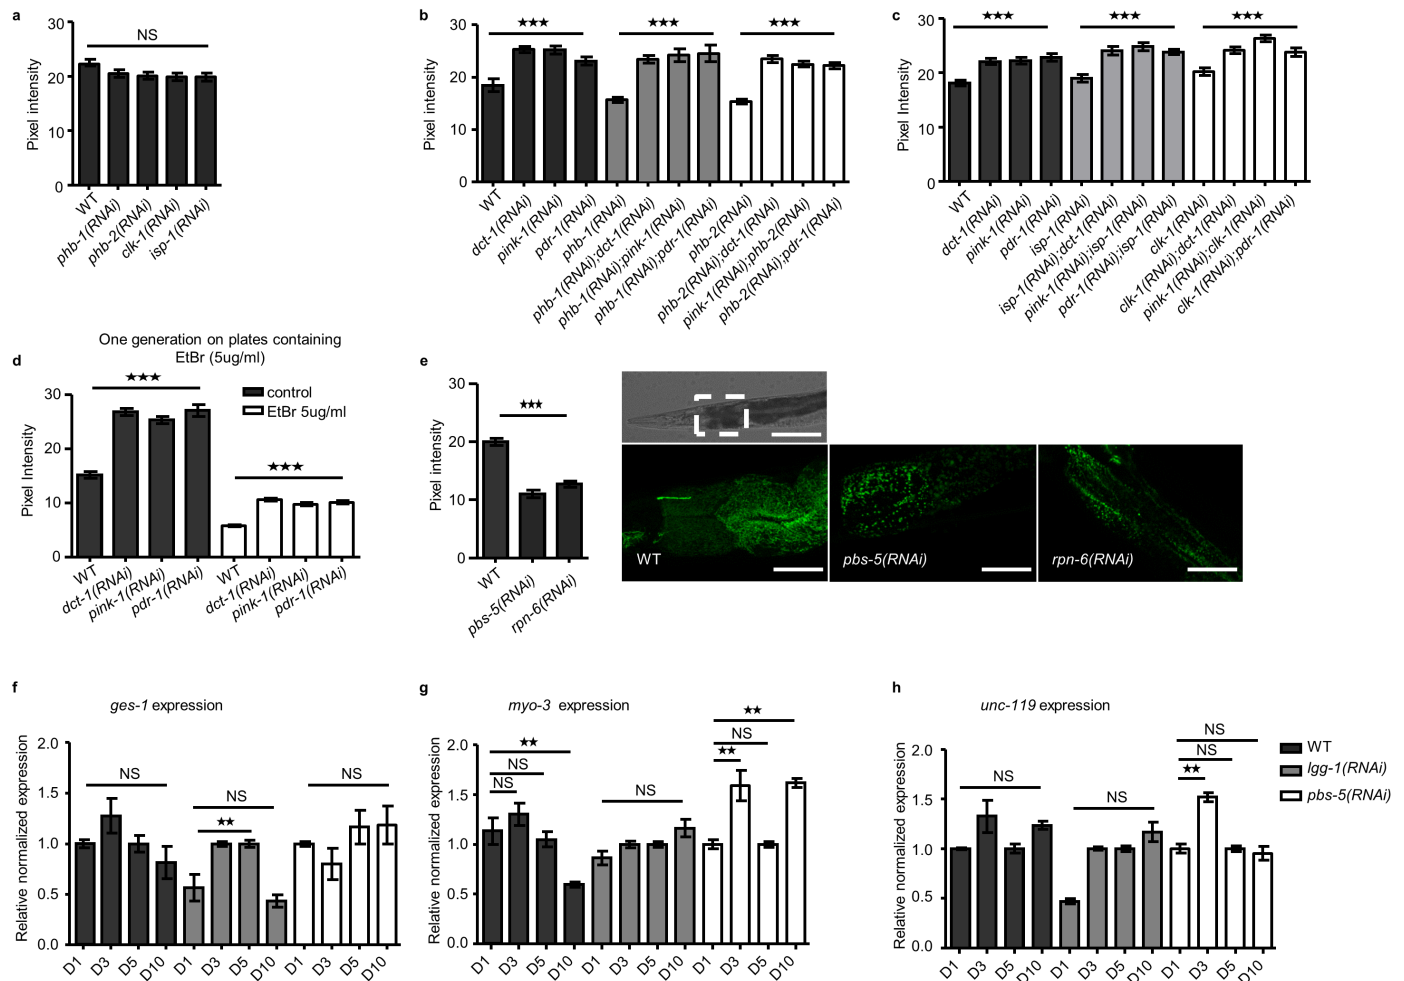 a
NS
Pixel intensity
30
20
10
0
WT
phb-1(RNAi)
phb-2(RNAi)
clk-1(RNAi)
isp-1(RNAi)
b
★★★
★★★
★★★
Pixel intensity
30
20
10
0
WT
dct-1(RNAi)
pink-1(RNAi)
pdr-1(RNAi)
phb-1(RNAi)
phb-1(RNAi);dct-1(RNAi)
phb-1(RNAi);pink-1(RNAi)
phb-1(RNAi);pdr-1(RNAi)
phb-2(RNAi)
phb-2(RNAi);dct-1(RNAi)
pink-1(RNAi);phb-2(RNAi)
phb-2(RNAi);pdr-1(RNAi)
c
★★★
★★★
★★★
Pixel Intensity
30
20
10
0
WT
dct-1(RNAi)
pink-1(RNAi)
pdr-1(RNAi)
isp-1(RNAi)
isp-1(RNAi);dct-1(RNAi)
pink-1(RNAi);isp-1(RNAi)
pdr-1(RNAi);isp-1(RNAi)
clk-1(RNAi)
clk-1(RNAi);dct-1(RNAi)
pink-1(RNAi);clk-1(RNAi)
clk-1(RNAi);pdr-1(RNAi)
d
One generation on plates containing
EtBr (5ug/ml)
★★★
★★★
control
EtBr 5ug/ml
Pixel Intensity
30
20
10
0
WT
dct-1(RNAi)
pink-1(RNAi)
pdr-1(RNAi)
WT
dct-1(RNAi)
pink-1(RNAi)
pdr-1(RNAi)
e
★★★
Pixel intensity
30
20
10
0
WT
pbs-5(RNAi)
rpn-6(RNAi)
WT
pbs-5(RNAi)
rpn-6(RNAi)
f
ges-1 expression
Relative normalized expression
2.0
1.5
1.0
0.5
0.0
NS
NS
★★
NS
D1
D3
D5
D10
D1
D3
D5
D10
D1
D3
D5
D10
g
myo-3 expression
Relative normalized expression
2.0
1.5
1.0
0.5
0.0
★★
NS
NS
NS
★★
NS
★★
D1
D3
D5
D10
D1
D3
D5
D10
D1
D3
D5
D10
h
unc-119 expression
Relative normalized expression
2.0
1.5
1.0
0.5
0.0
NS
NS
NS
NS
★★
D1
D3
D5
D10
D1
D3
D5
D10
D1
D3
D5
D10
WT
lgg-1(RNAi)
pbs-5(RNAi)